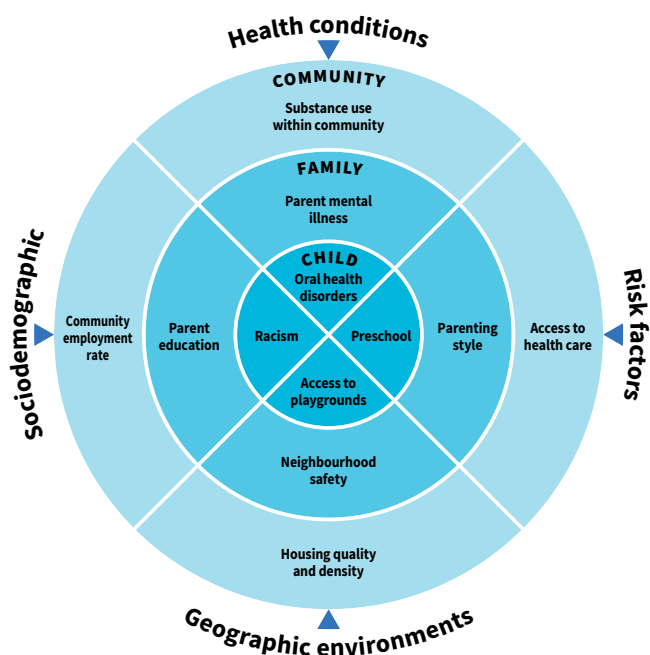 Health conditions
COMMUNITY
Substance use
within community
FAMILY
Parent mental
illness
CHILD
Oral health
disorders
Sociodemographic
Community
employment
rate
Parent
education
Racism
Preschool
Parenting
style
Access to
health care
Risk factors
Access to
playgrounds
Neighbourhood
safety
Housing quality
and density
Geographic environments